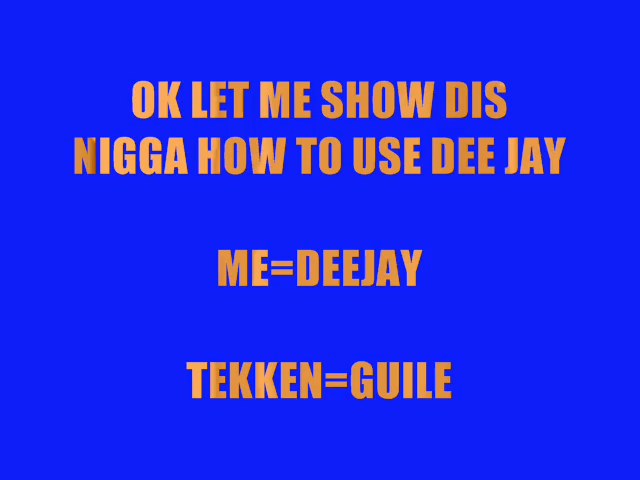 OK LET ME SHOW DIS
NIGGA HOW TO USE DEE JAY
ME=DEEJAY
TEKKEN=GUILE